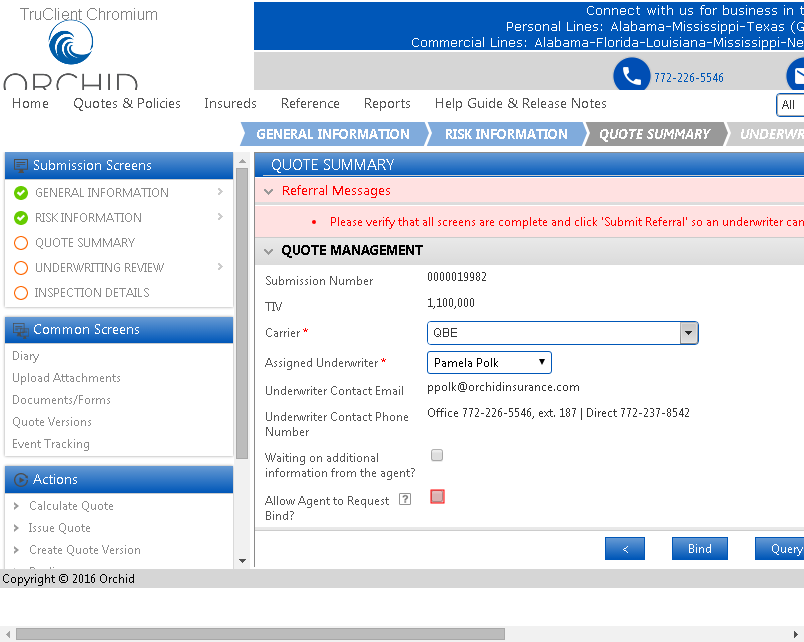 TruClient Chromium
ORCHID
Connect with us for business in t
Personal Lines: Alabama-Mississippi-Texas (G
Commercial Lines: Alabama-Florida-Louisiana-Mississippi-Ne
772-226-5546
Home Quotes & Policies Insureds Reference Reports Help Guide & Release Notes
All
GENERAL INFORMATION RISK INFORMATION QUOTE SUMMARY UNDERWR
Submission Screens
GENERAL INFORMATION
RISK INFORMATION
QUOTE SUMMARY
UNDERWRITING REVIEW
INSPECTION DETAILS
Common Screens
Diary
Upload Attachments
Documents/Forms
Quote Versions
Event Tracking
Actions
Calculate Quote
Issue Quote
Create Quote Version
QUOTE SUMMARY
Referral Messages
• Please verify that all screens are complete and click 'Submit Referral' so an underwriter can
QUOTE MANAGEMENT
Submission Number 0000019982
TIV 1,100,000
Carrier * QBE
Assigned Underwriter * Pamela Polk
Underwriter Contact Email ppolk@orchidinsurance.com
Underwriter Contact Phone Number Office 772-226-5546, ext. 187 | Direct 772-237-8542
Waiting on additional
information from the agent?
Allow Agent to Request ?
Bind?
< Bind Query
Copyright © 2016 Orchid